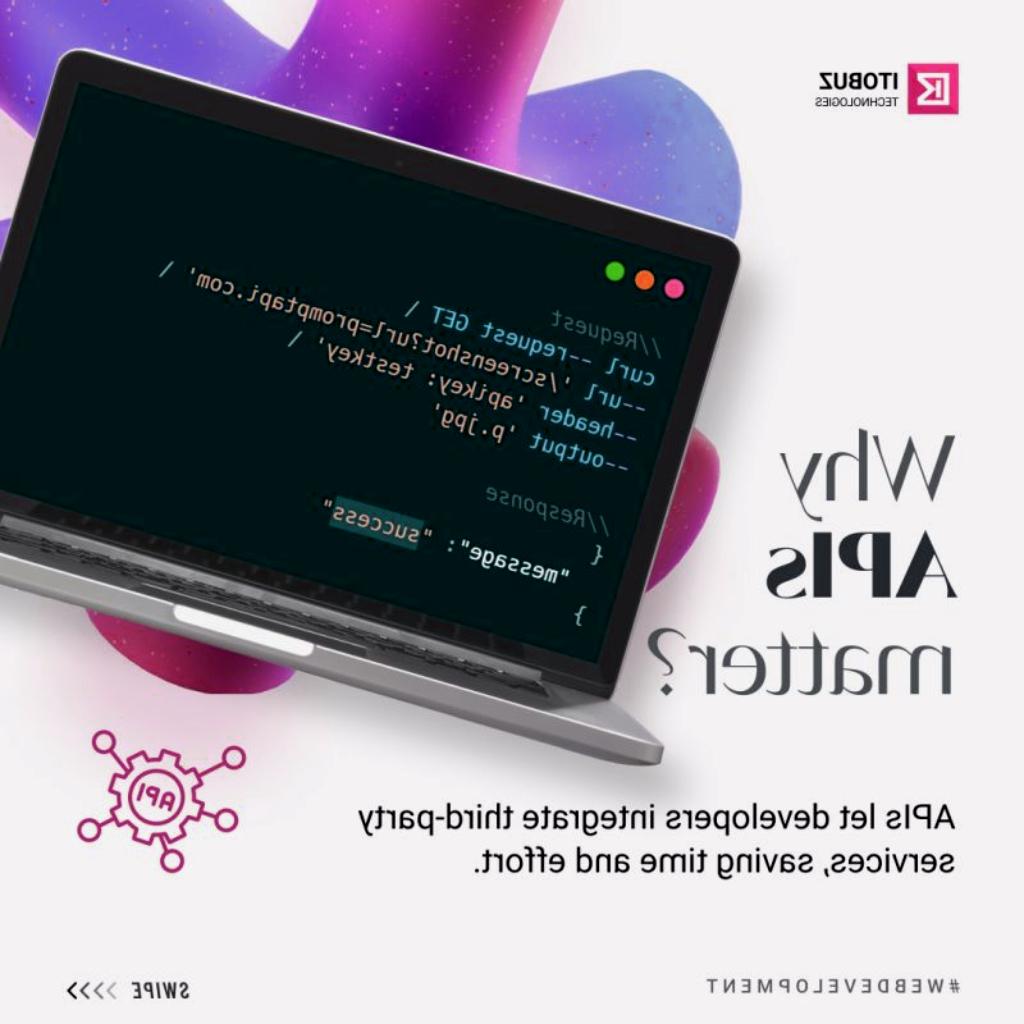 ITOBUZ
TECHNOLOGIES
//Request
curl --request GET \
--url '/screenshot?url=promptapi.com' \
--header 'apikey: testkey' \
--output 'p.jpg'
//Response
{
"message": "success"
}
Why
APIs
matter?
API
APIs let developers integrate third-party
services, saving time and effort.
#WEBDEVELOPMENT
SWIPE >>>>